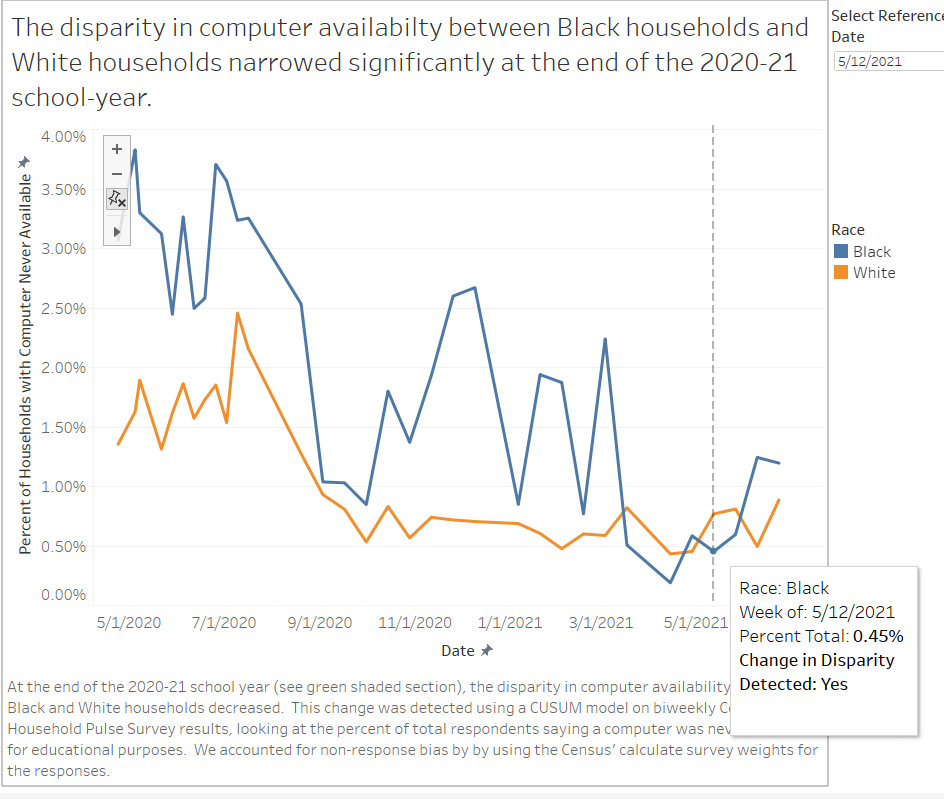 The disparity in computer availabilty between Black households and
White households narrowed significantly at the end of the 2020-21
school-year.
Select Reference
Date
5/12/2021
4.00%
3.50%
3.00%
2.50%
2.00%
1.50%
1.00%
0.50%
0.00%
Percent of Households with Computer Never Available
Race
Black
White
5/1/2020
7/1/2020
9/1/2020
11/1/2020
1/1/2021
3/1/2021
5/1/2021
Date
Race: Black
Week of: 5/12/2021
Percent Total: 0.45%
Change in Disparity
Detected: Yes
At the end of the 2020-21 school year (see green shaded section), the disparity in computer availability
Black and White households decreased. This change was detected using a CUSUM model on biweekly
Household Pulse Survey results, looking at the percent of total respondents saying a computer was
for educational purposes. We accounted for non-response bias by by using the Census' calculate survey weights for
the responses.